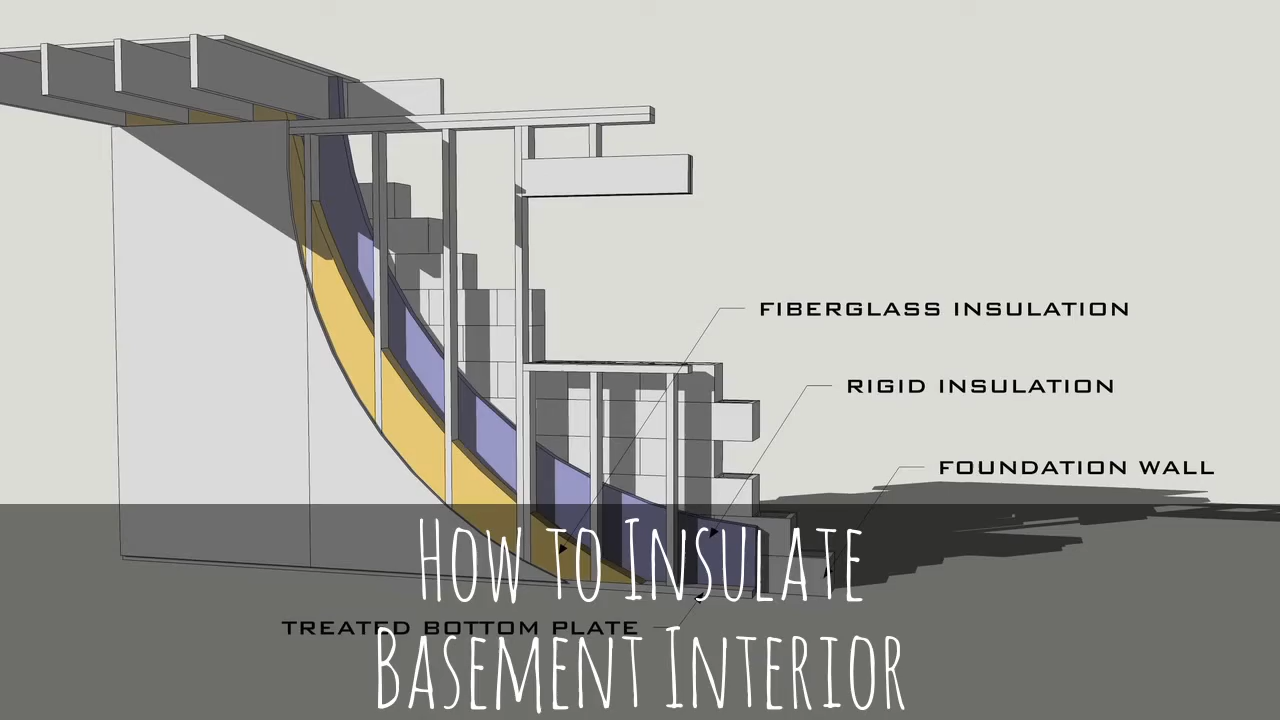 FIBERGLASS INSULATION
RIGID INSULATION
FOUNDATION WALL
How to Insulate
TREATED BOTTOM PLATE
Basement Interior